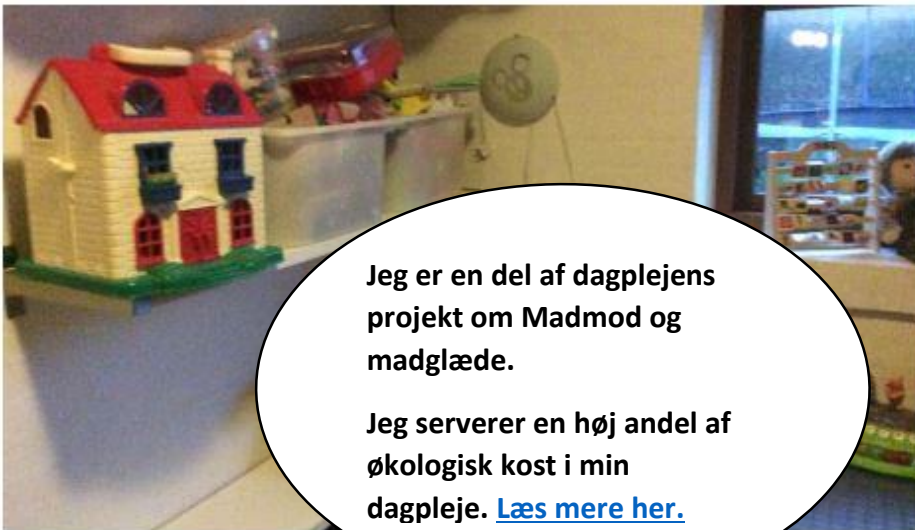 Jeg er en del af dagplejens
projekt om Madmod og
madglæde.
Jeg serverer en høj andel af
økologisk kost i min
dagpleje. Læs mere her.